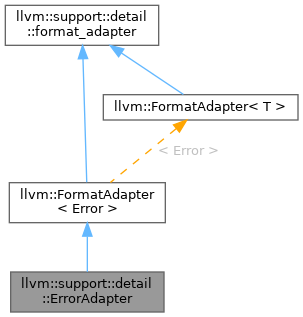 llvm::support::detail
::format_adapter
llvm::FormatAdapter< T >
< Error >
llvm::FormatAdapter
< Error >
llvm::support::detail
::ErrorAdapter